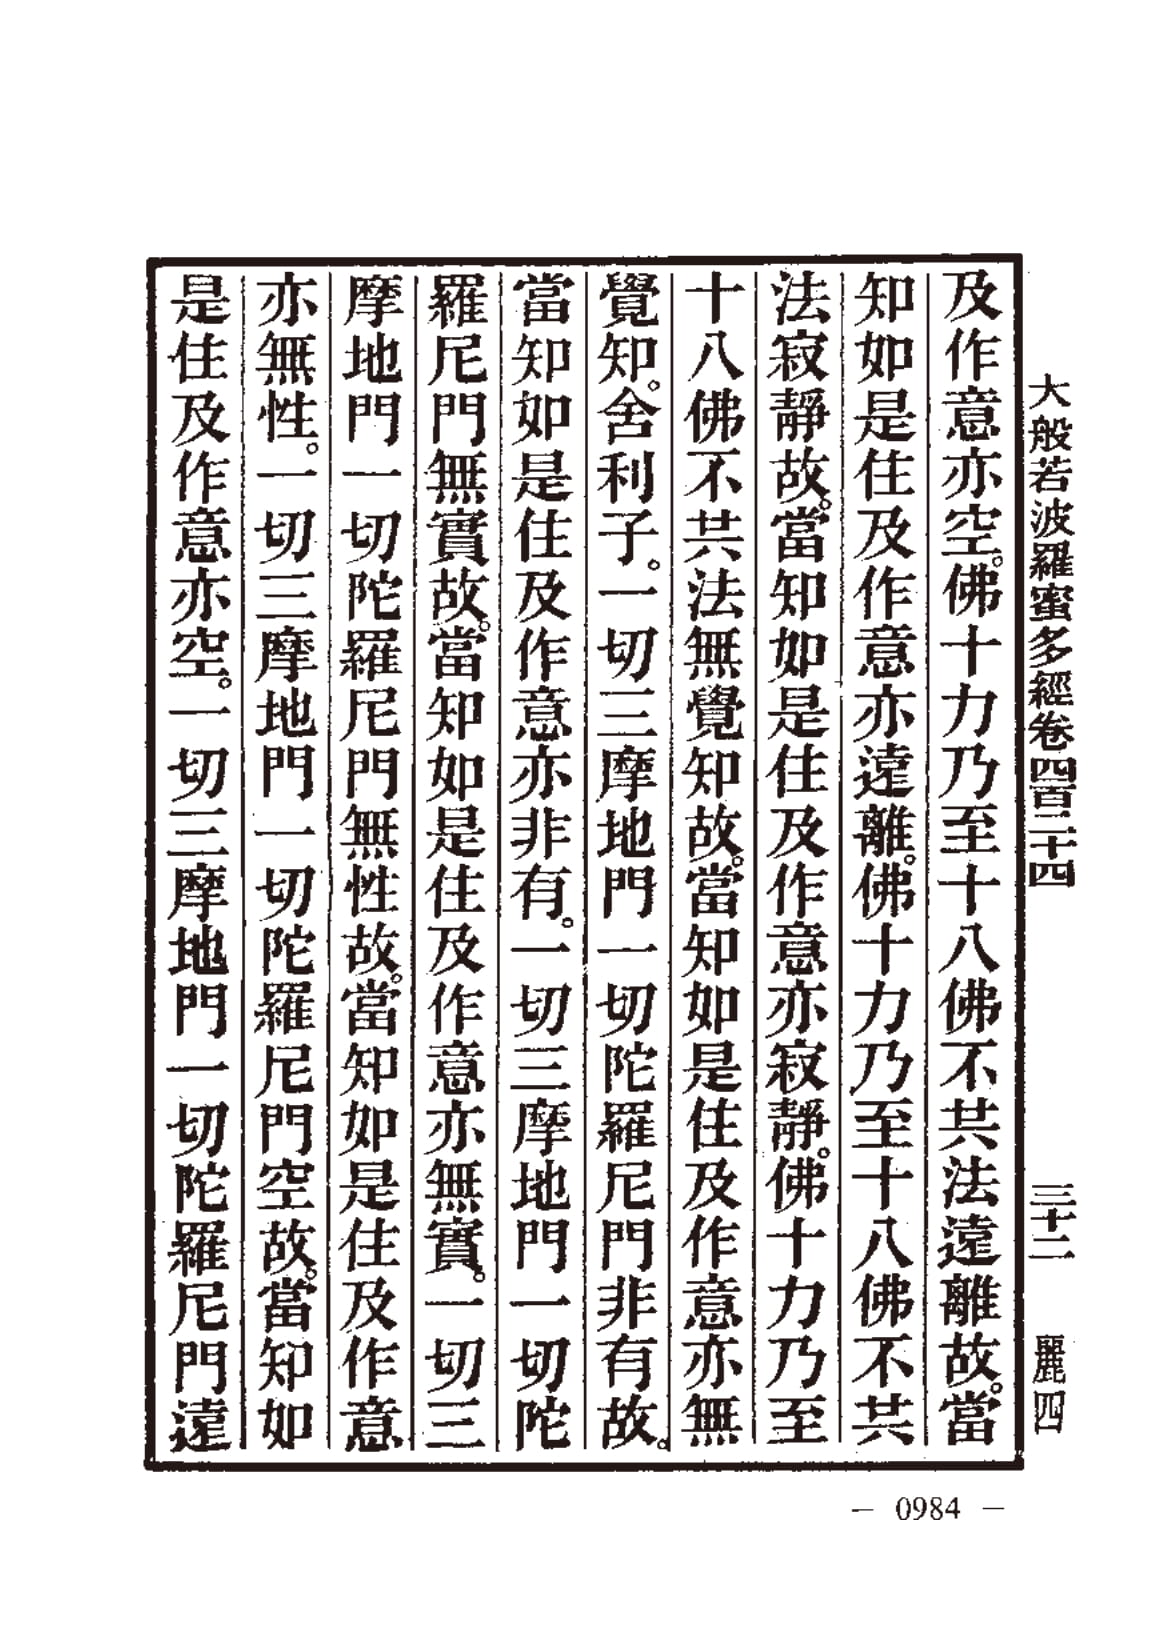 大般若波羅蜜多經卷四百二十四 三十二 麗四
及作意亦空。佛十力乃至十八佛不共法遠離故。當
知如是住及作意亦遠離。佛十力乃至十八佛不共
法寂靜故。當知如是住及作意亦寂靜。佛十力乃至
十八佛不共法無覺知故。當知如是住及作意亦無
覺知。舍利子。一切三摩地門一切陀羅尼門非有故。
當知如是住及作意亦非有。一切三摩地門一切陀
羅尼門無實故。當知如是住及作意亦無實。一切三
摩地門一切陀羅尼門無性故。當知如是住及作意
亦無性。一切三摩地門一切陀羅尼門空故。當知如
是住及作意亦空。一切三摩地門一切陀羅尼門遠
— 0984 —